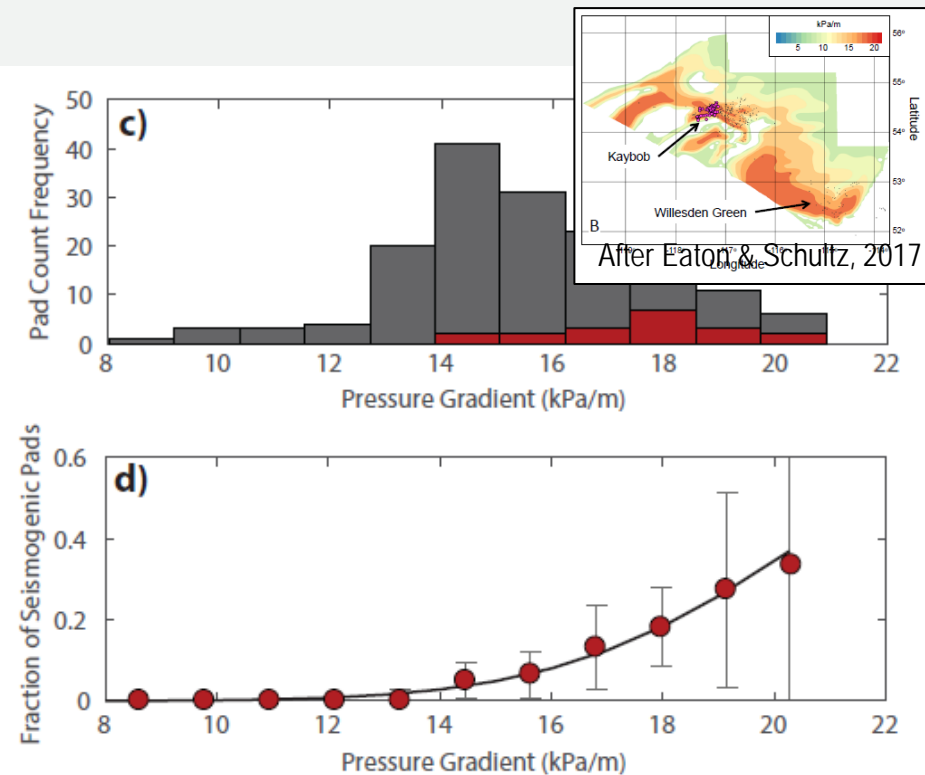 kPa/m
5 10 15 20
56°
55°
54°
53°
52°
Latitude
Kaybob
Willesden Green
B
-118° -117°
Longitude
After Eaton & Schultz, 2017
c)
50
40
30
20
10
0
Pad Count Frequency
8 10 12 14 16 18 20 22
Pressure Gradient (kPa/m)
d)
0.6
0.4
0.2
0
Fraction of Seismogenic Pads
8 10 12 14 16 18 20 22
Pressure Gradient (kPa/m)